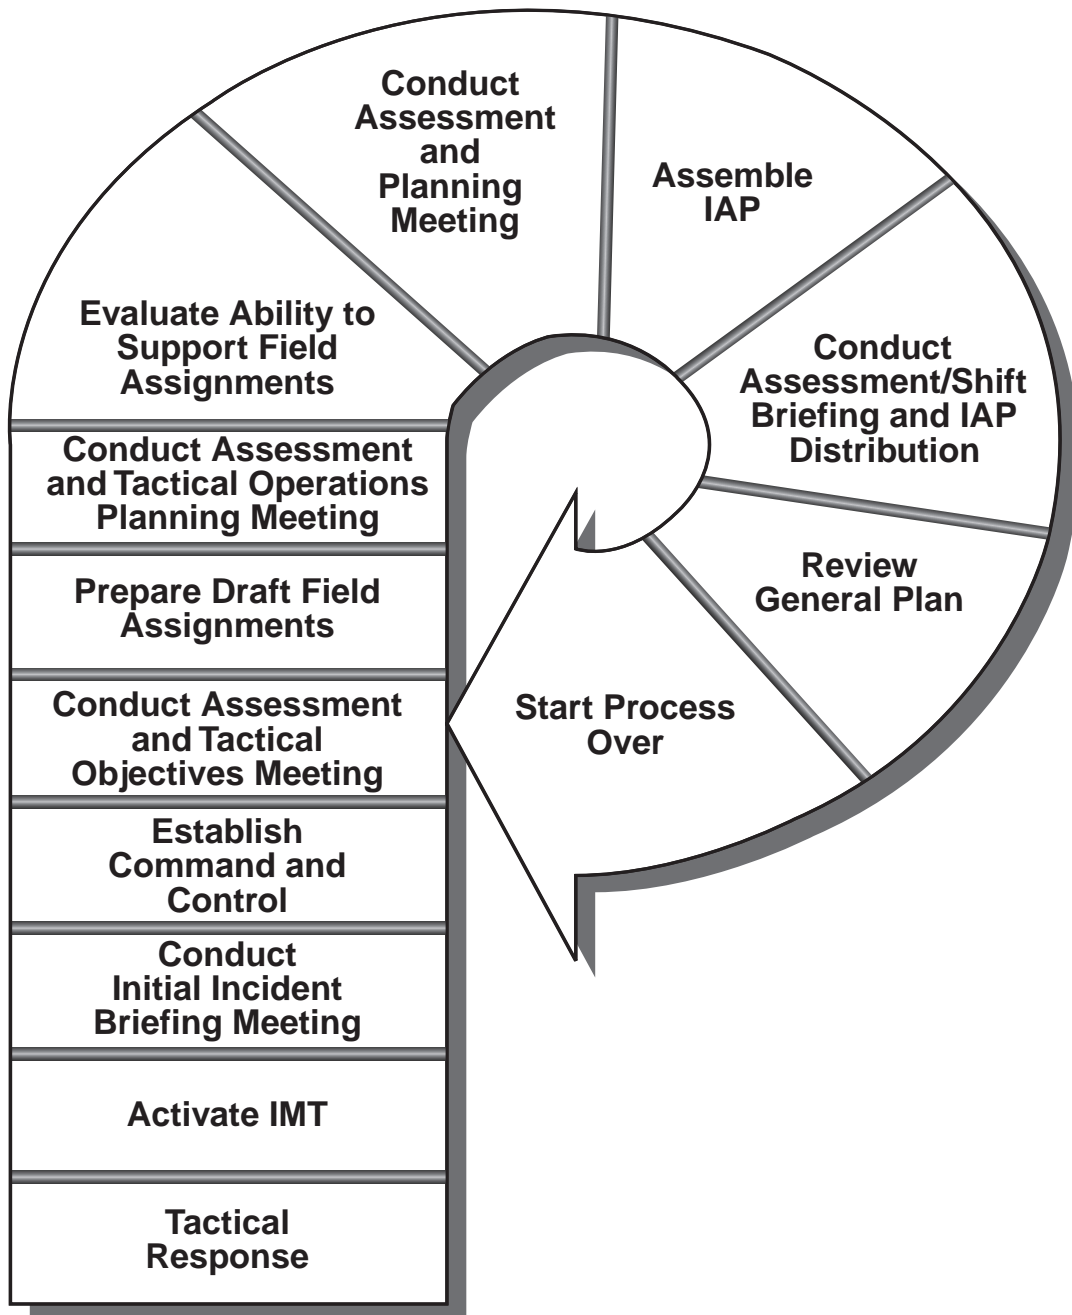 Conduct
Assessment
and
Planning
Meeting
Assemble
IAP
Evaluate Ability to
Support Field
Assignments
Conduct
Assessment/Shift
Briefing and IAP
Distribution
Conduct Assessment
and Tactical Operations
Planning Meeting
Review
General Plan
Prepare Draft Field
Assignments
Start Process
Over
Conduct Assessment
and Tactical
Objectives Meeting
Establish
Command and
Control
Conduct
Initial Incident
Briefing Meeting
Activate IMT
Tactical
Response